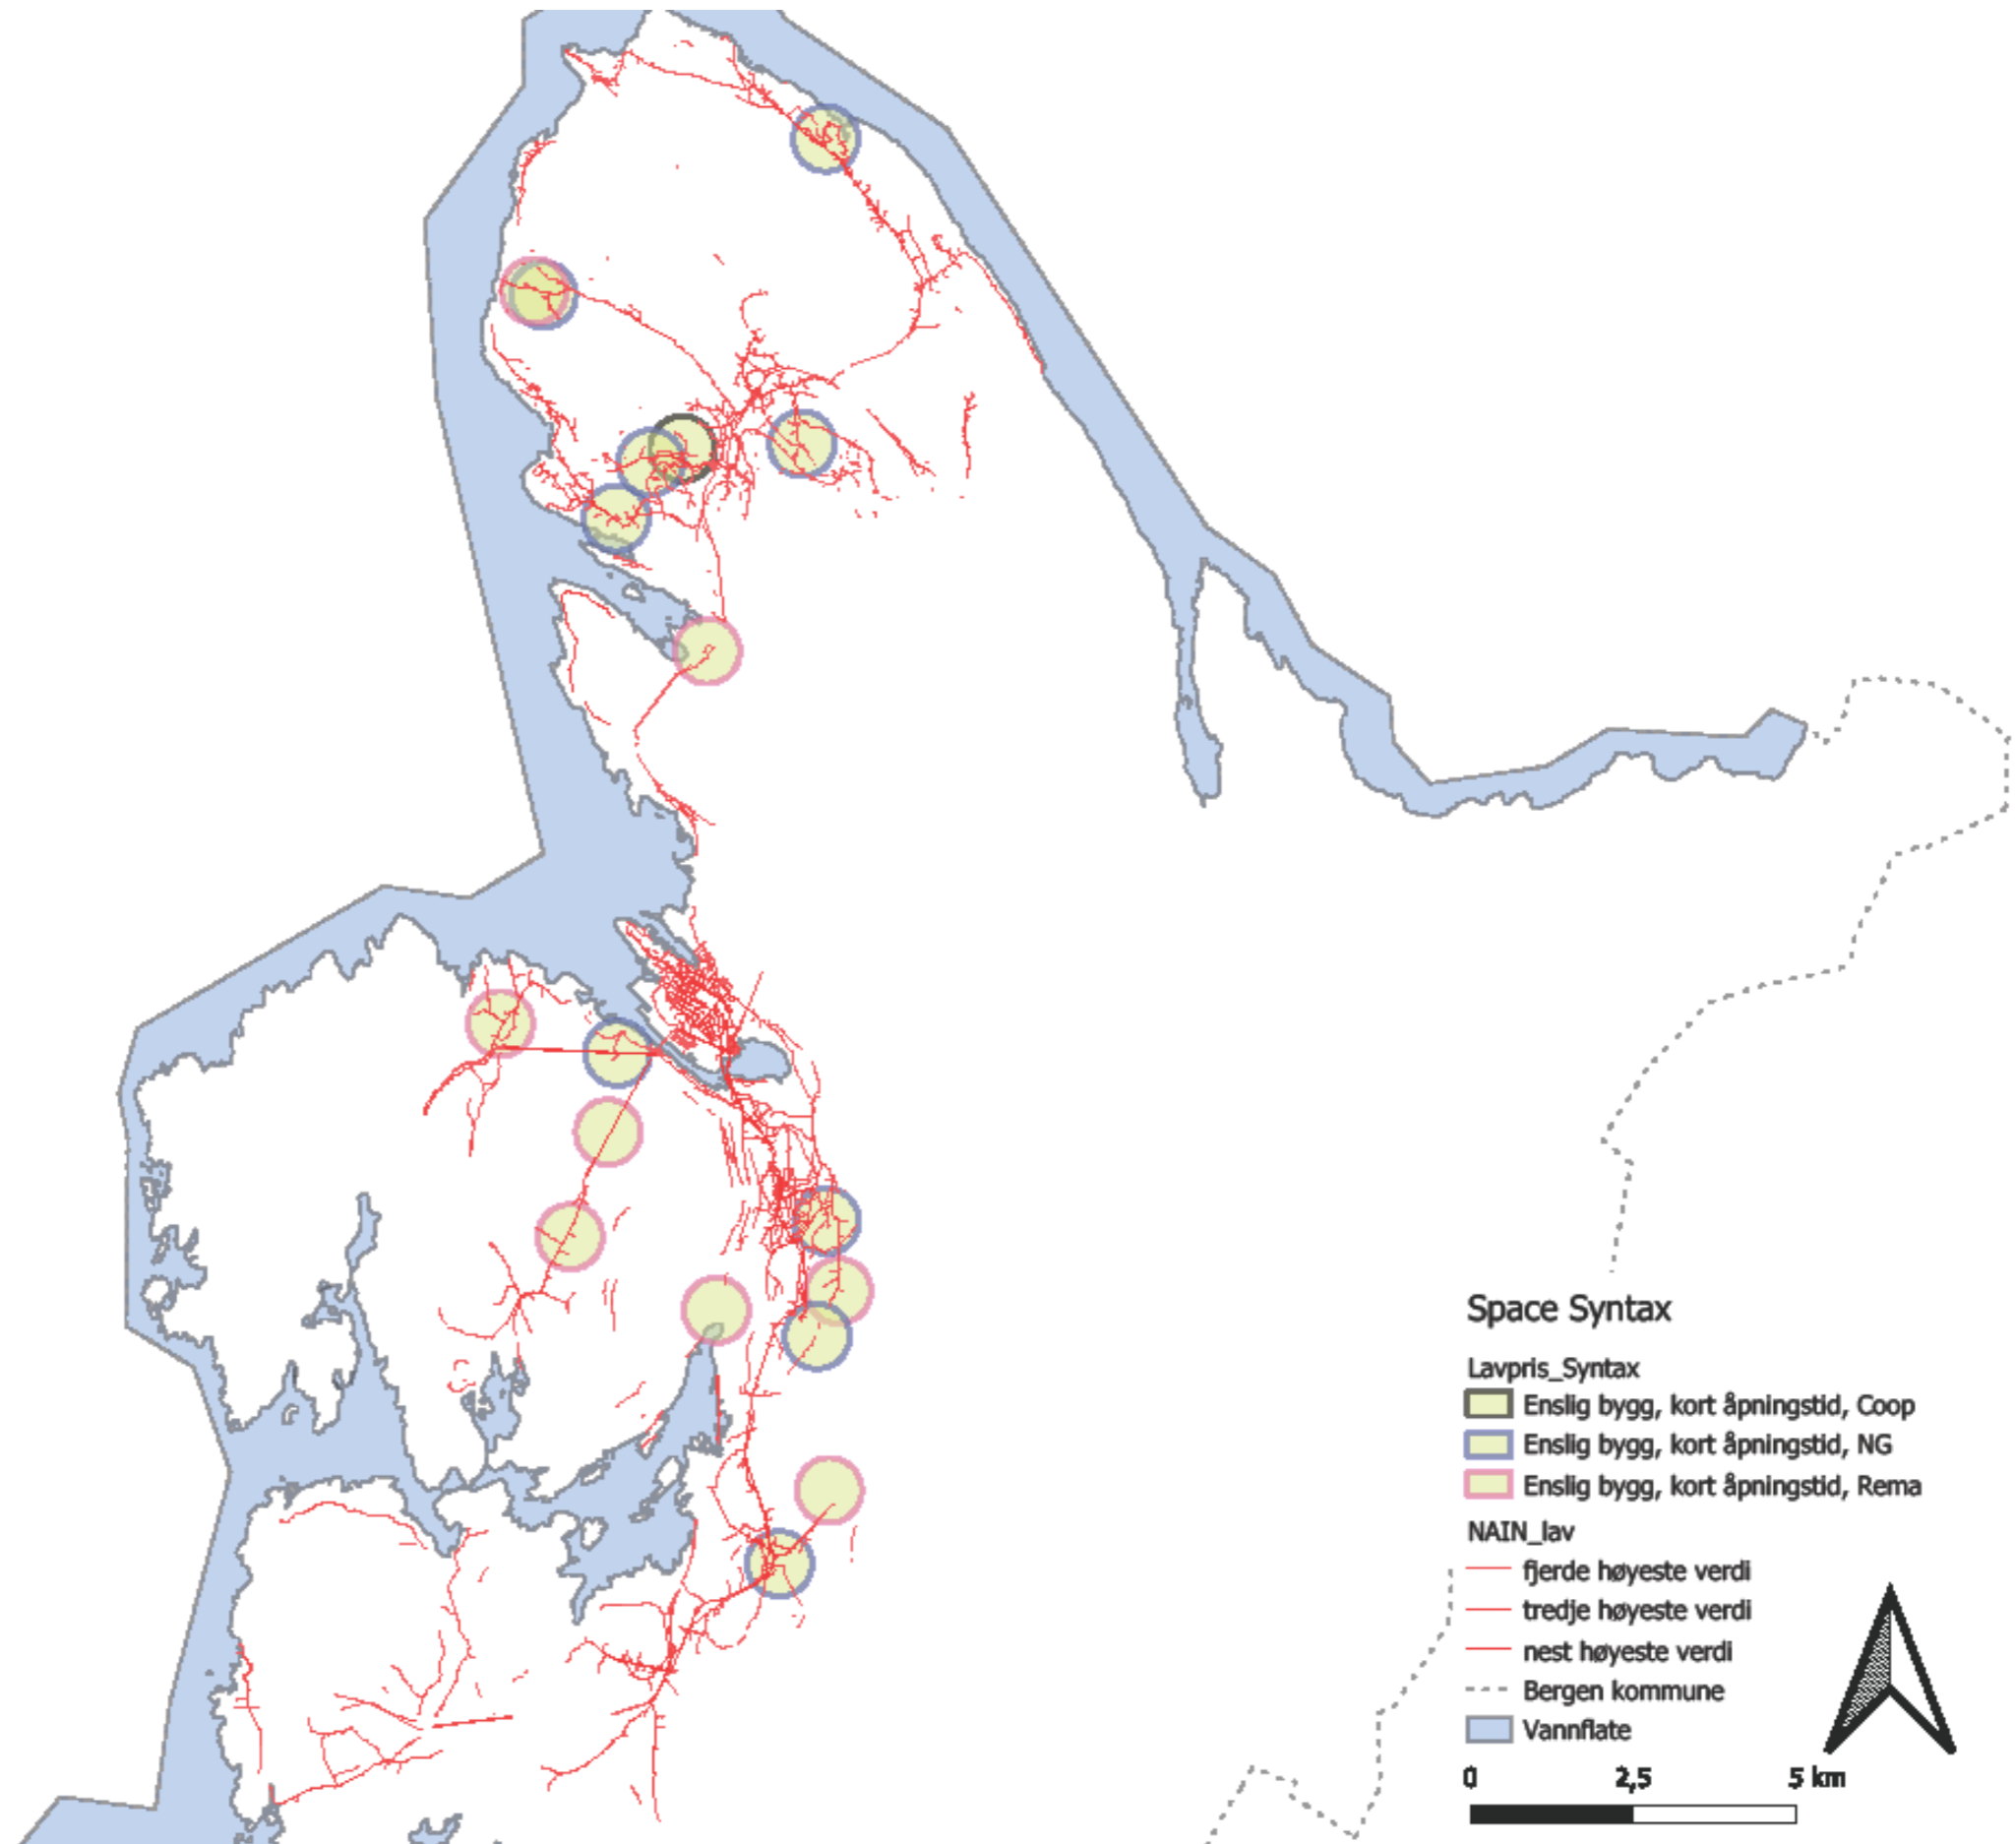 Space Syntax
Lavpris_Syntax
Enslig bygg, kort åpningstid, Coop
Enslig bygg, kort åpningstid, NG
Enslig bygg, kort åpningstid, Rema
NAIN_lav
fjerde høyeste verdi
tredje høyeste verdi
nest høyeste verdi
Bergen kommune
Vannflate
0 2,5 5 km